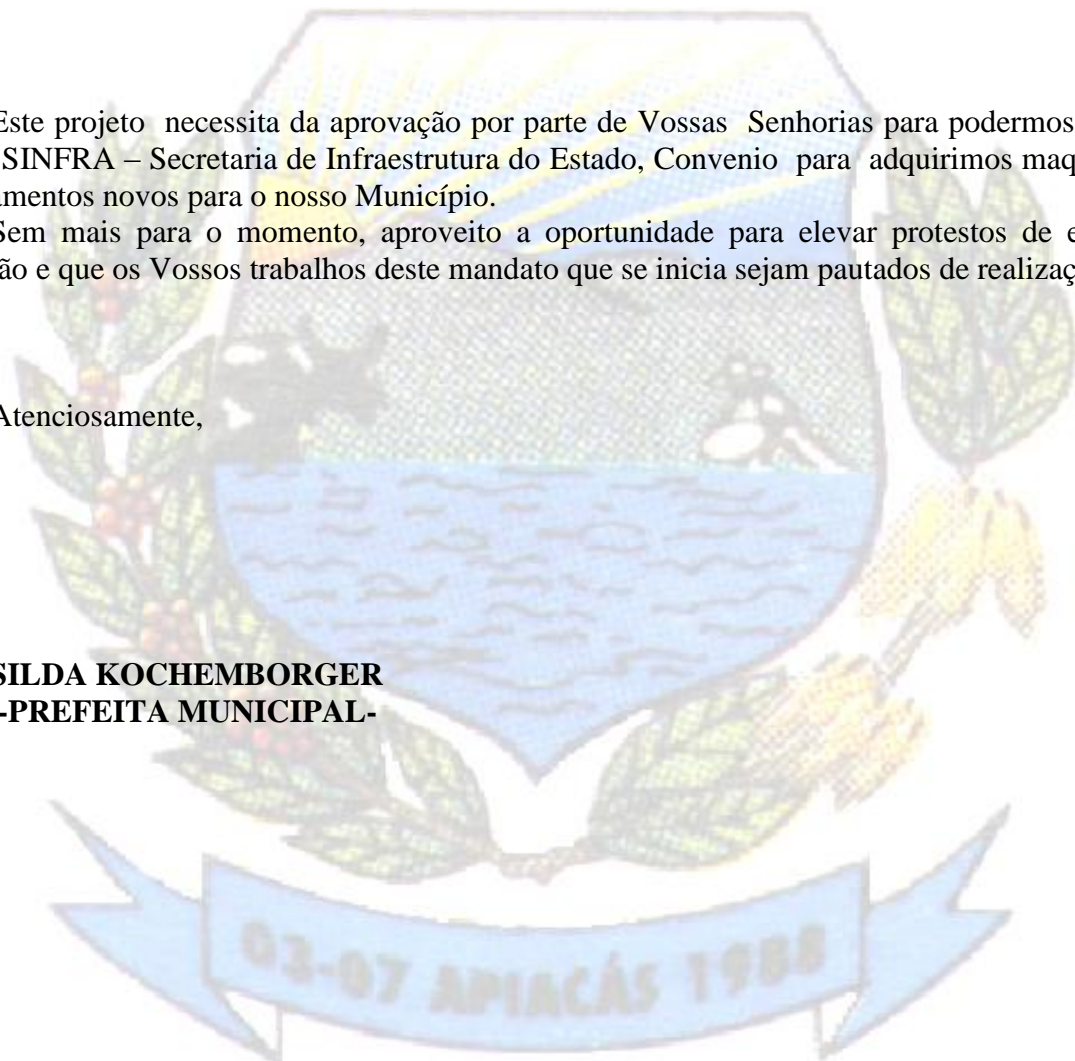 Este projeto necessita da aprovação por parte de Vossas Senhorias para podermos
SINFRA – Secretaria de Infraestrutura do Estado, Convenio para adquirimos maq
amentos novos para o nosso Município.
Sem mais para o momento, aproveito a oportunidade para elevar protestos de e
ão e que os Vossos trabalhos deste mandato que se inicia sejam pautados de realizaç
Atenciosamente,
SILDA KOCHEMBORGER
-PREFEITA MUNICIPAL-
03-07 APIACÁS 1988